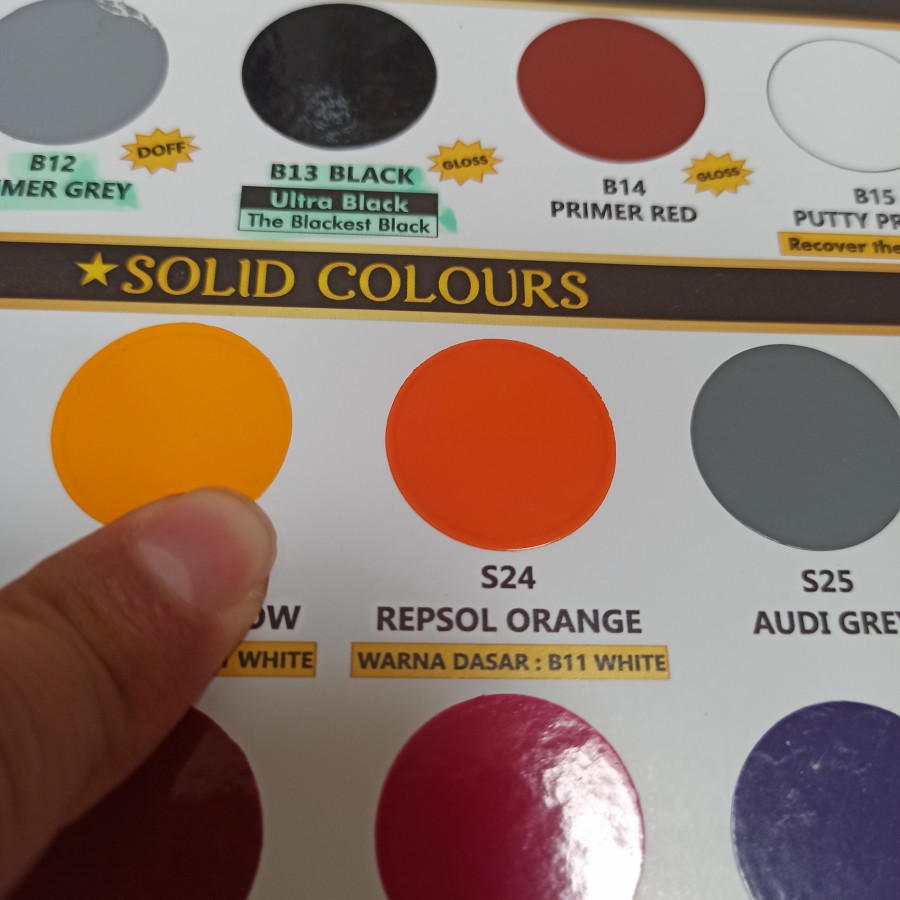 B12
MER GREY
DOFF
B13 BLACK
GLOSS
Ultra Black
The Blackest Black
B14
PRIMER RED
GLOSS
B15
PUTTY PR
Recover the
★SOLID COLOURS
OW
WHITE
S24
REPSOL ORANGE
WARNA DASAR : B11 WHITE
S25
AUDI GREY